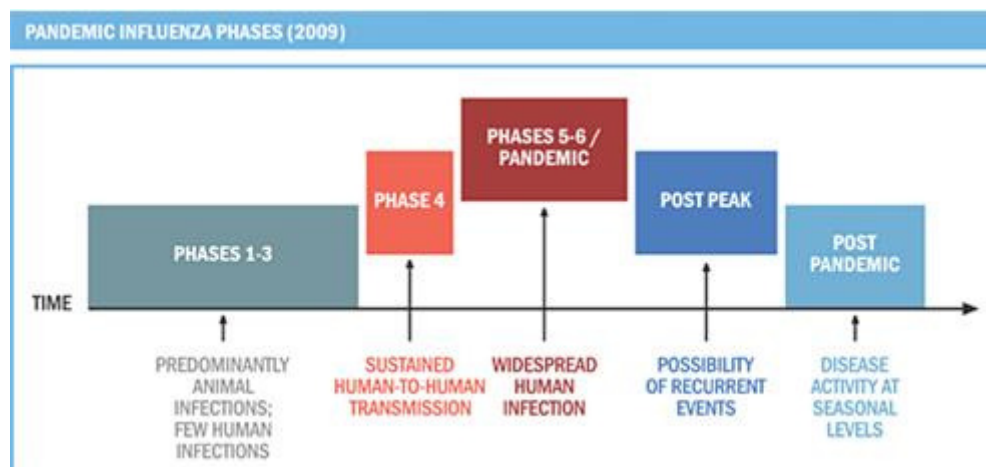 PANDEMIC INFLUENZA PHASES (2009)
PHASES 1-3
PHASE 4
PHASES 5-6 /
PANDEMIC
POST PEAK
POST
PANDEMIC
TIME
PREDOMINANTLY
ANIMAL
INFECTIONS;
FEW HUMAN
INFECTIONS
SUSTAINED
HUMAN-TO-HUMAN
TRANSMISSION
WIDESPREAD
HUMAN
INFECTION
POSSIBILITY
OF RECURRENT
EVENTS
DISEASE
ACTIVITY AT
SEASONAL
LEVELS